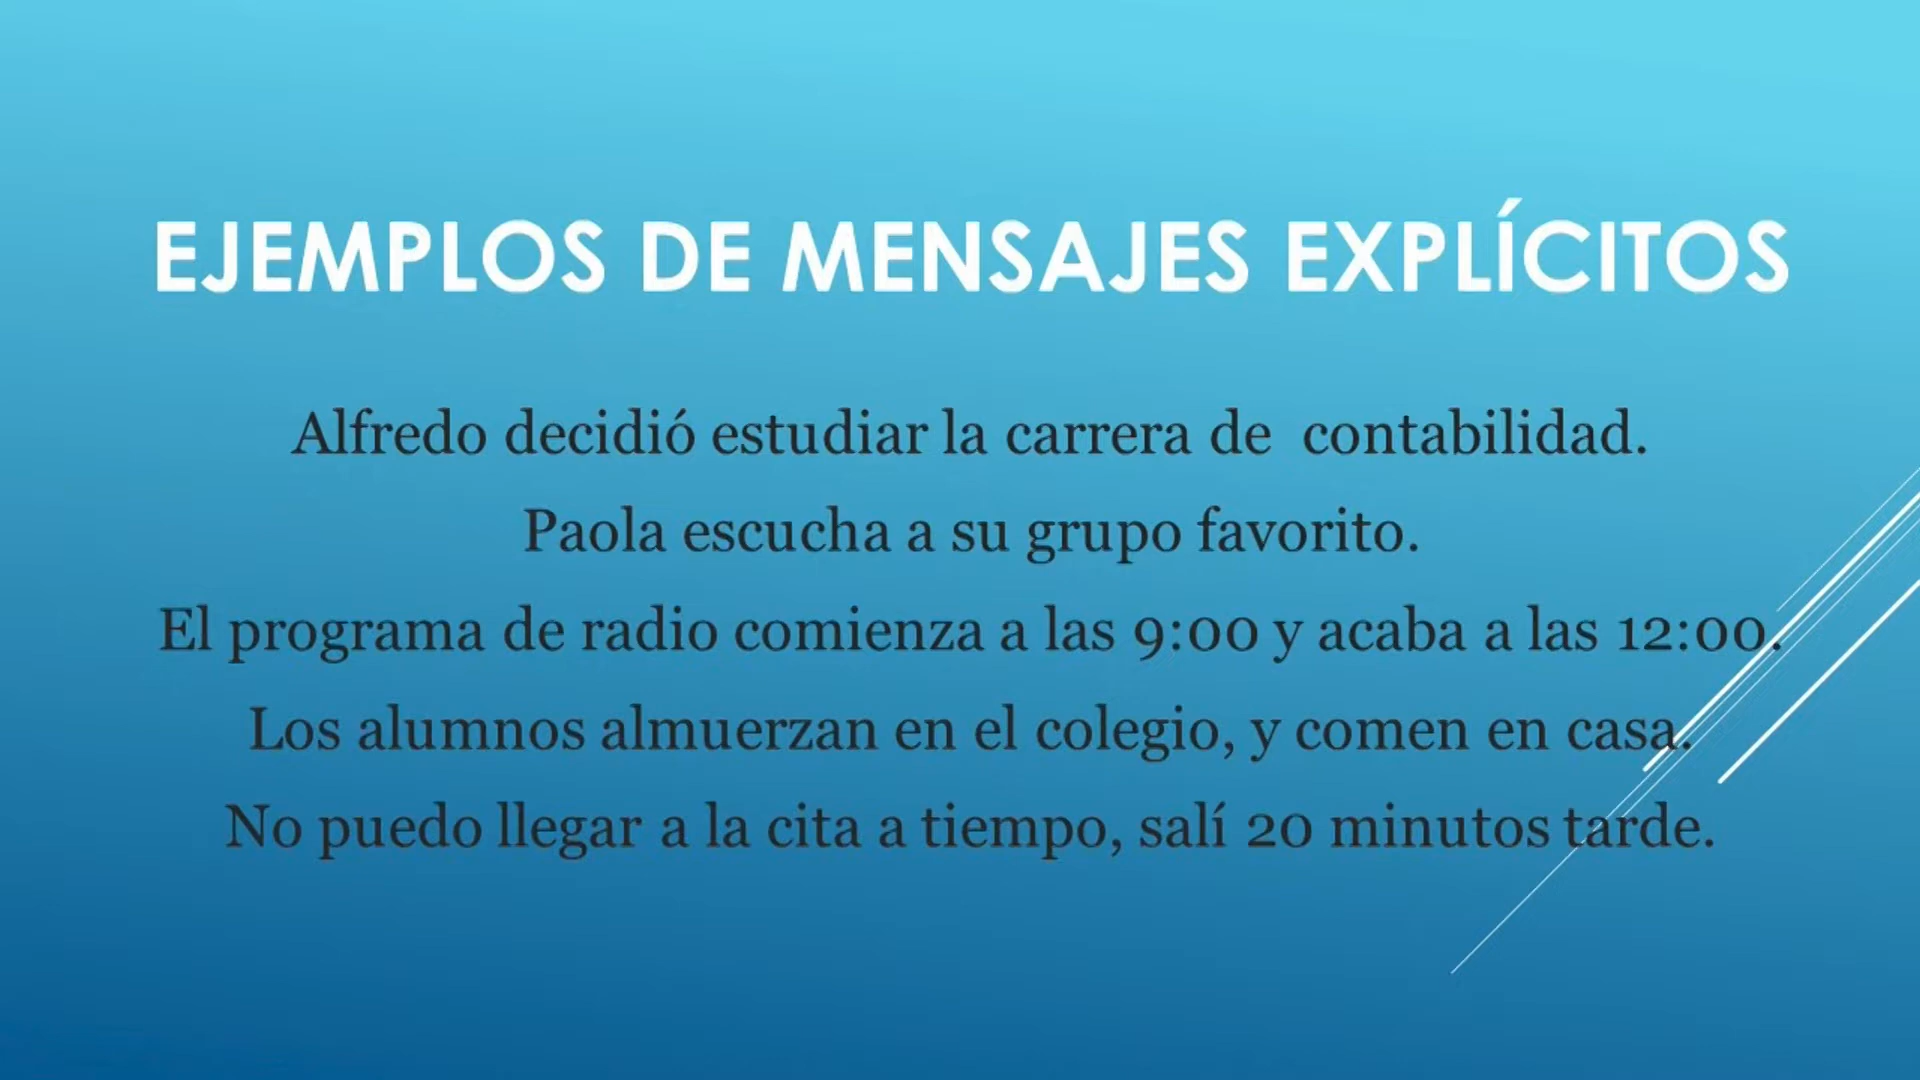 EJEMPLOS DE MENSAJES EXPLÍCITOS
Alfredo decidió estudiar la carrera de contabilidad.
Paola escucha a su grupo favorito.
El programa de radio comienza a las 9:00 y acaba a las 12:00.
Los alumnos almuerzan en el colegio, y comen en casa.
No puedo llegar a la cita a tiempo, salí 20 minutos tarde.